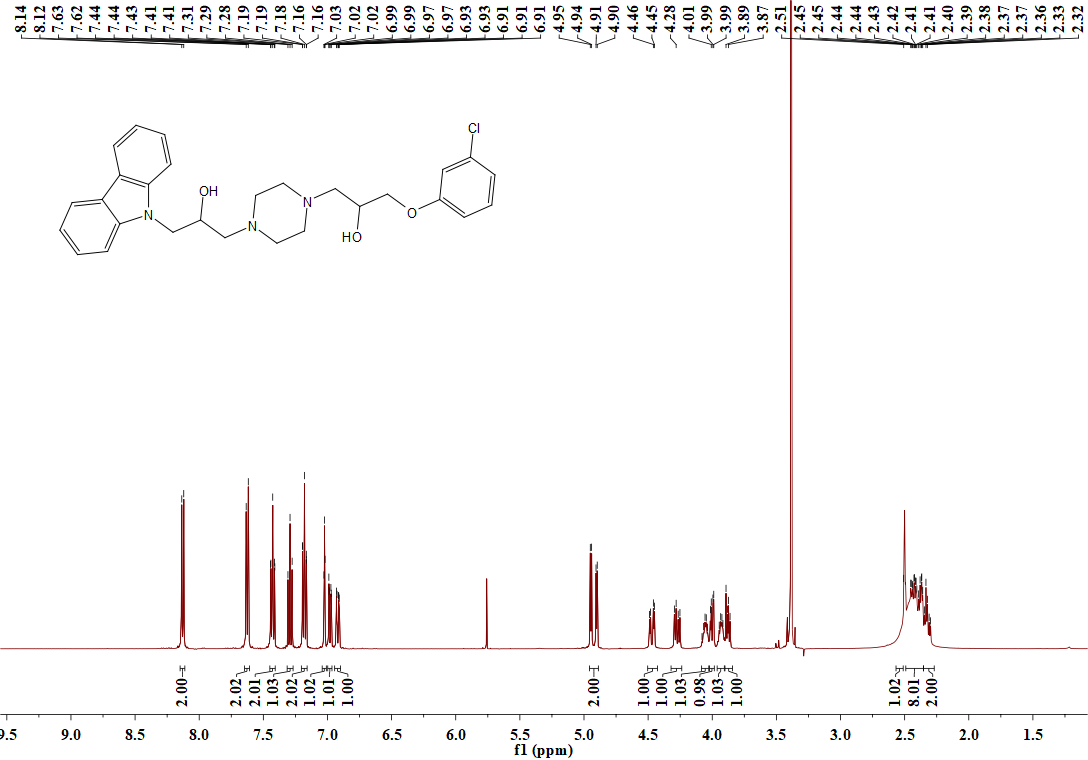 8.14 8.12 7.63 7.62 7.44 7.44 7.43 7.41 7.41 7.31 7.29 7.28 7.19 7.19 7.18 7.16 7.16 7.03 7.02 7.02 6.99 6.99 6.97 6.97 6.93 6.93 6.91 6.91 6.91 4.95 4.94 4.91 4.90 4.46 4.45 4.28 4.01 3.99 3.99 3.89 3.87 2.51 2.45 2.45 2.44 2.44 2.43 2.42 2.41 2.41 2.40 2.39 2.38 2.37 2.37 2.36 2.33 2.32
Cl
OH
N
N
N
O
HO
2.00 2.02 2.01 1.03 2.02 1.02 1.01 1.00 2.00 1.00 1.00 1.03 0.98 1.03 1.00 1.02 8.01 2.00
9.5 9.0 8.5 8.0 7.5 7.0 6.5 6.0 5.5 5.0 4.5 4.0 3.5 3.0 2.5 2.0 1.5
f1 (ppm)